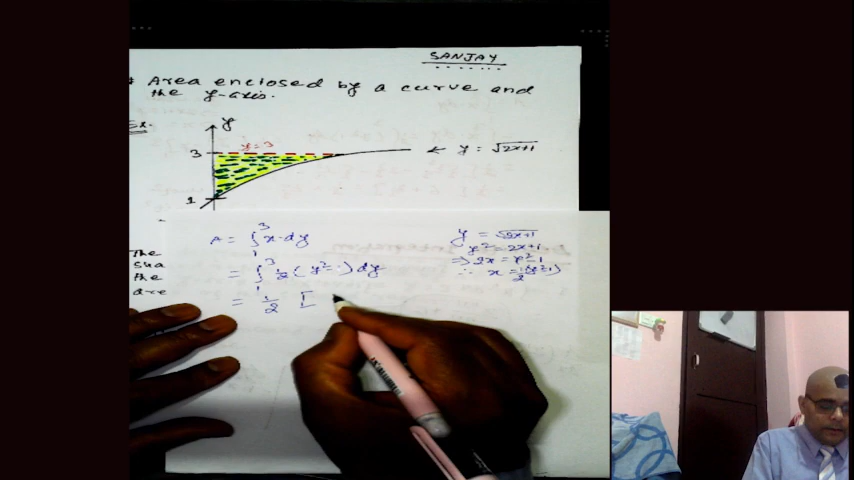 SANJAY
# Area enclosed by a curve and
the y-axis.
Ex.
y
y=3
3
← y = √2x+1
1
A = ∫₁³ x·dy
y = √2x+1
y² = 2x+1
= ∫₁³ 1/2 (y²-1) dy
⇒ 2x = y²-1
∴ x = 1/2(y²-1)
= 1/2 [
The
Sha
the
are